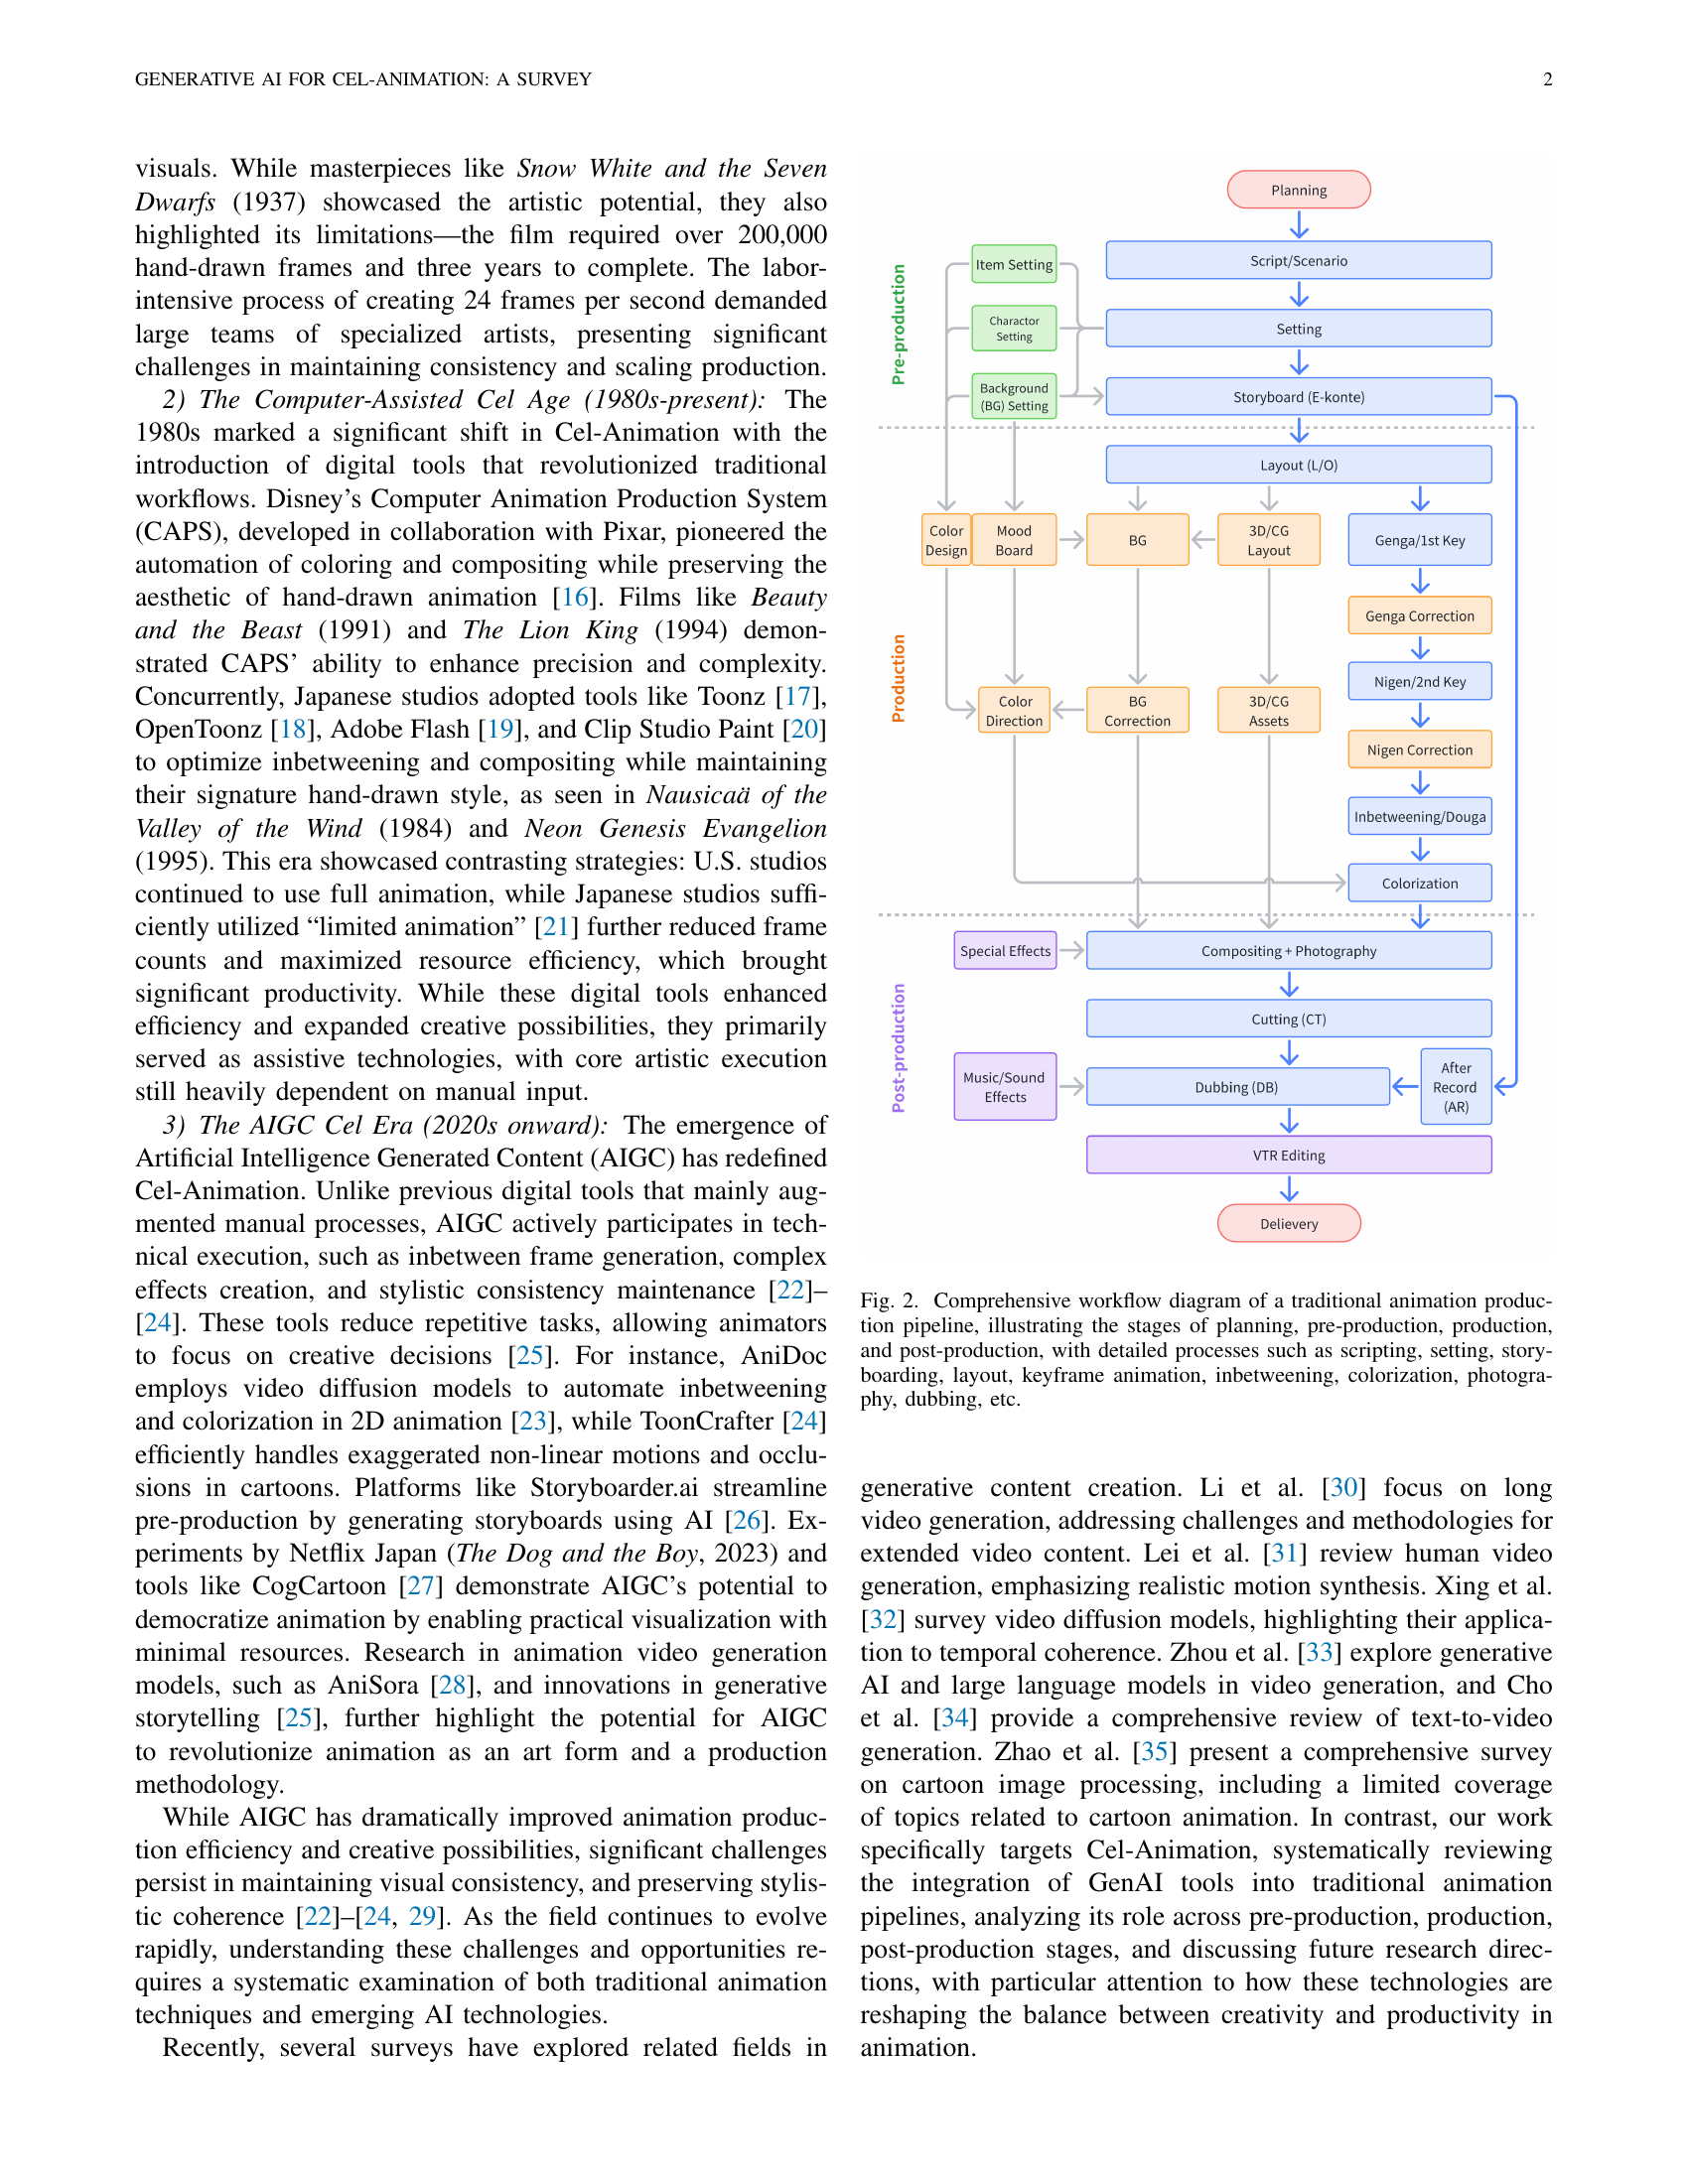 GENERATIVE AI FOR CEL-ANIMATION: A SURVEY
2
visuals. While masterpieces like Snow White and the Seven
Dwarfs (1937) showcased the artistic potential, they also
highlighted its limitations—the film required over 200,000
hand-drawn frames and three years to complete. The labor-
intensive process of creating 24 frames per second demanded
large teams of specialized artists, presenting significant
challenges in maintaining consistency and scaling production.
2) The Computer-Assisted Cel Age (1980s-present): The
1980s marked a significant shift in Cel-Animation with the
introduction of digital tools that revolutionized traditional
workflows. Disney's Computer Animation Production System
(CAPS), developed in collaboration with Pixar, pioneered the
automation of coloring and compositing while preserving the
aesthetic of hand-drawn animation [16]. Films like Beauty
and the Beast (1991) and The Lion King (1994) demon-
strated CAPS' ability to enhance precision and complexity.
Concurrently, Japanese studios adopted tools like Toonz [17],
OpenToonz [18], Adobe Flash [19], and Clip Studio Paint [20]
to optimize inbetweening and compositing while maintaining
their signature hand-drawn style, as seen in Nausicaä of the
Valley of the Wind (1984) and Neon Genesis Evangelion
(1995). This era showcased contrasting strategies: U.S. studios
continued to use full animation, while Japanese studios suffi-
ciently utilized “limited animation” [21] further reduced frame
counts and maximized resource efficiency, which brought
significant productivity. While these digital tools enhanced
efficiency and expanded creative possibilities, they primarily
served as assistive technologies, with core artistic execution
still heavily dependent on manual input.
3) The AIGC Cel Era (2020s onward): The emergence of
Artificial Intelligence Generated Content (AIGC) has redefined
Cel-Animation. Unlike previous digital tools that mainly aug-
mented manual processes, AIGC actively participates in tech-
nical execution, such as inbetween frame generation, complex
effects creation, and stylistic consistency maintenance [22]–
[24]. These tools reduce repetitive tasks, allowing animators
to focus on creative decisions [25]. For instance, AniDoc
employs video diffusion models to automate inbetweening
and colorization in 2D animation [23], while ToonCrafter [24]
efficiently handles exaggerated non-linear motions and occlu-
sions in cartoons. Platforms like Storyboarder.ai streamline
pre-production by generating storyboards using AI [26]. Ex-
periments by Netflix Japan (The Dog and the Boy, 2023) and
tools like CogCartoon [27] demonstrate AIGC's potential to
democratize animation by enabling practical visualization with
minimal resources. Research in animation video generation
models, such as AniSora [28], and innovations in generative
storytelling [25], further highlight the potential for AIGC
to revolutionize animation as an art form and a production
methodology.
While AIGC has dramatically improved animation produc-
tion efficiency and creative possibilities, significant challenges
persist in maintaining visual consistency, and preserving stylis-
tic coherence [22]–[24, 29]. As the field continues to evolve
rapidly, understanding these challenges and opportunities re-
quires a systematic examination of both traditional animation
techniques and emerging AI technologies.
Recently, several surveys have explored related fields in
Planning
Pre-production
Item Setting
Script/Scenario
Charactor
Setting
Setting
Background
(BG) Setting
Storyboard (E-konte)
Layout (L/O)
Production
Color
Design
Mood
Board
BG
3D/CG
Layout
Genga/1st Key
Genga Correction
Nigen/2nd Key
Color
Direction
BG
Correction
3D/CG
Assets
Nigen Correction
Inbetweening/Douga
Colorization
Post-production
Special Effects
Compositing + Photography
Cutting (CT)
Music/Sound
Effects
Dubbing (DB)
After
Record
(AR)
VTR Editing
Delievery
Fig. 2. Comprehensive workflow diagram of a traditional animation produc-
tion pipeline, illustrating the stages of planning, pre-production, production,
and post-production, with detailed processes such as scripting, setting, story-
boarding, layout, keyframe animation, inbetweening, colorization, photogra-
phy, dubbing, etc.
generative content creation. Li et al. [30] focus on long
video generation, addressing challenges and methodologies for
extended video content. Lei et al. [31] review human video
generation, emphasizing realistic motion synthesis. Xing et al.
[32] survey video diffusion models, highlighting their applica-
tion to temporal coherence. Zhou et al. [33] explore generative
AI and large language models in video generation, and Cho
et al. [34] provide a comprehensive review of text-to-video
generation. Zhao et al. [35] present a comprehensive survey
on cartoon image processing, including a limited coverage
of topics related to cartoon animation. In contrast, our work
specifically targets Cel-Animation, systematically reviewing
the integration of GenAI tools into traditional animation
pipelines, analyzing its role across pre-production, production,
post-production stages, and discussing future research direc-
tions, with particular attention to how these technologies are
reshaping the balance between creativity and productivity in
animation.